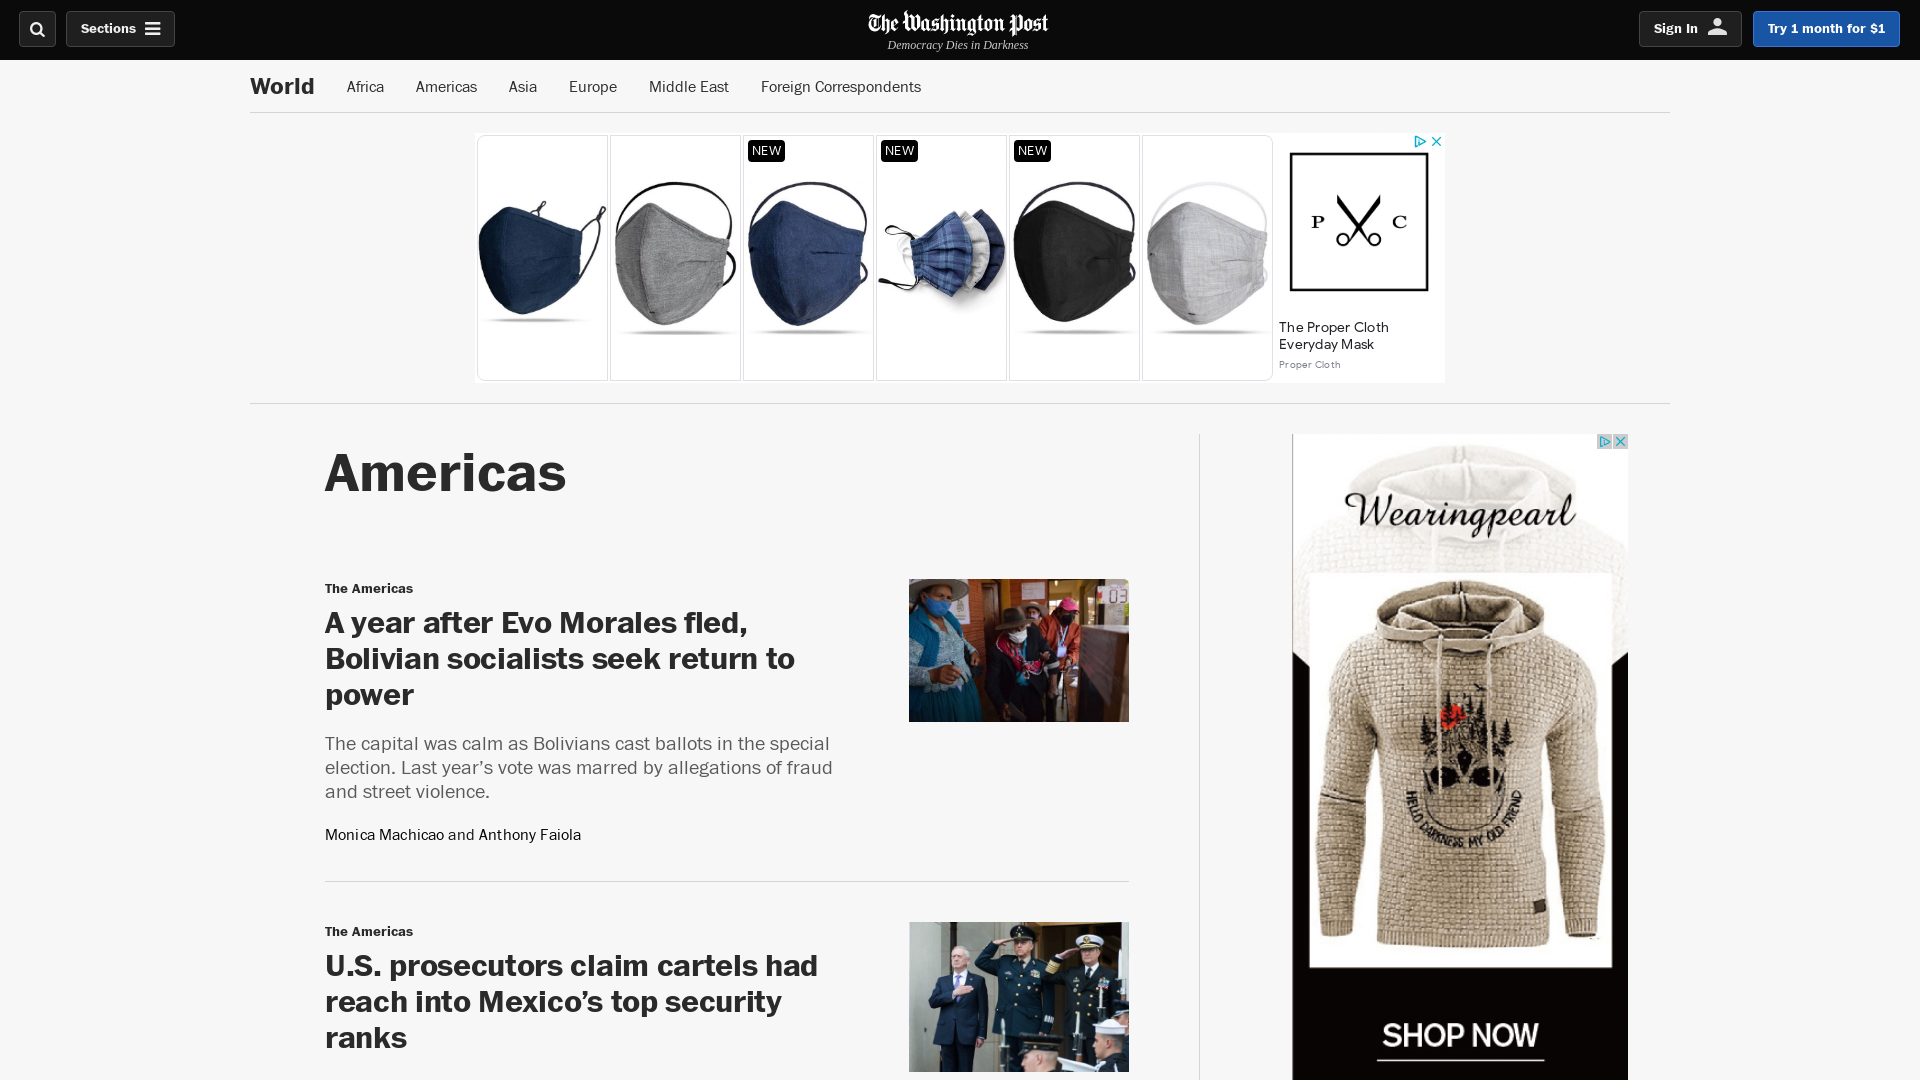 Sections
The Washington Post
Democracy Dies in Darkness
Sign In
Try 1 month for $1
World
Africa
Americas
Asia
Europe
Middle East
Foreign Correspondents
NEW
NEW
NEW
P C
The Proper Cloth
Everyday Mask
Proper Cloth
Americas
The Americas
A year after Evo Morales fled,
Bolivian socialists seek return to
power
The capital was calm as Bolivians cast ballots in the special
election. Last year’s vote was marred by allegations of fraud
and street violence.
Monica Machicao and Anthony Faiola
03
The Americas
U.S. prosecutors claim cartels had
reach into Mexico’s top security
ranks
Wearingpearl
HELLO DARKNESS MY OLD FRIEND
SHOP NOW